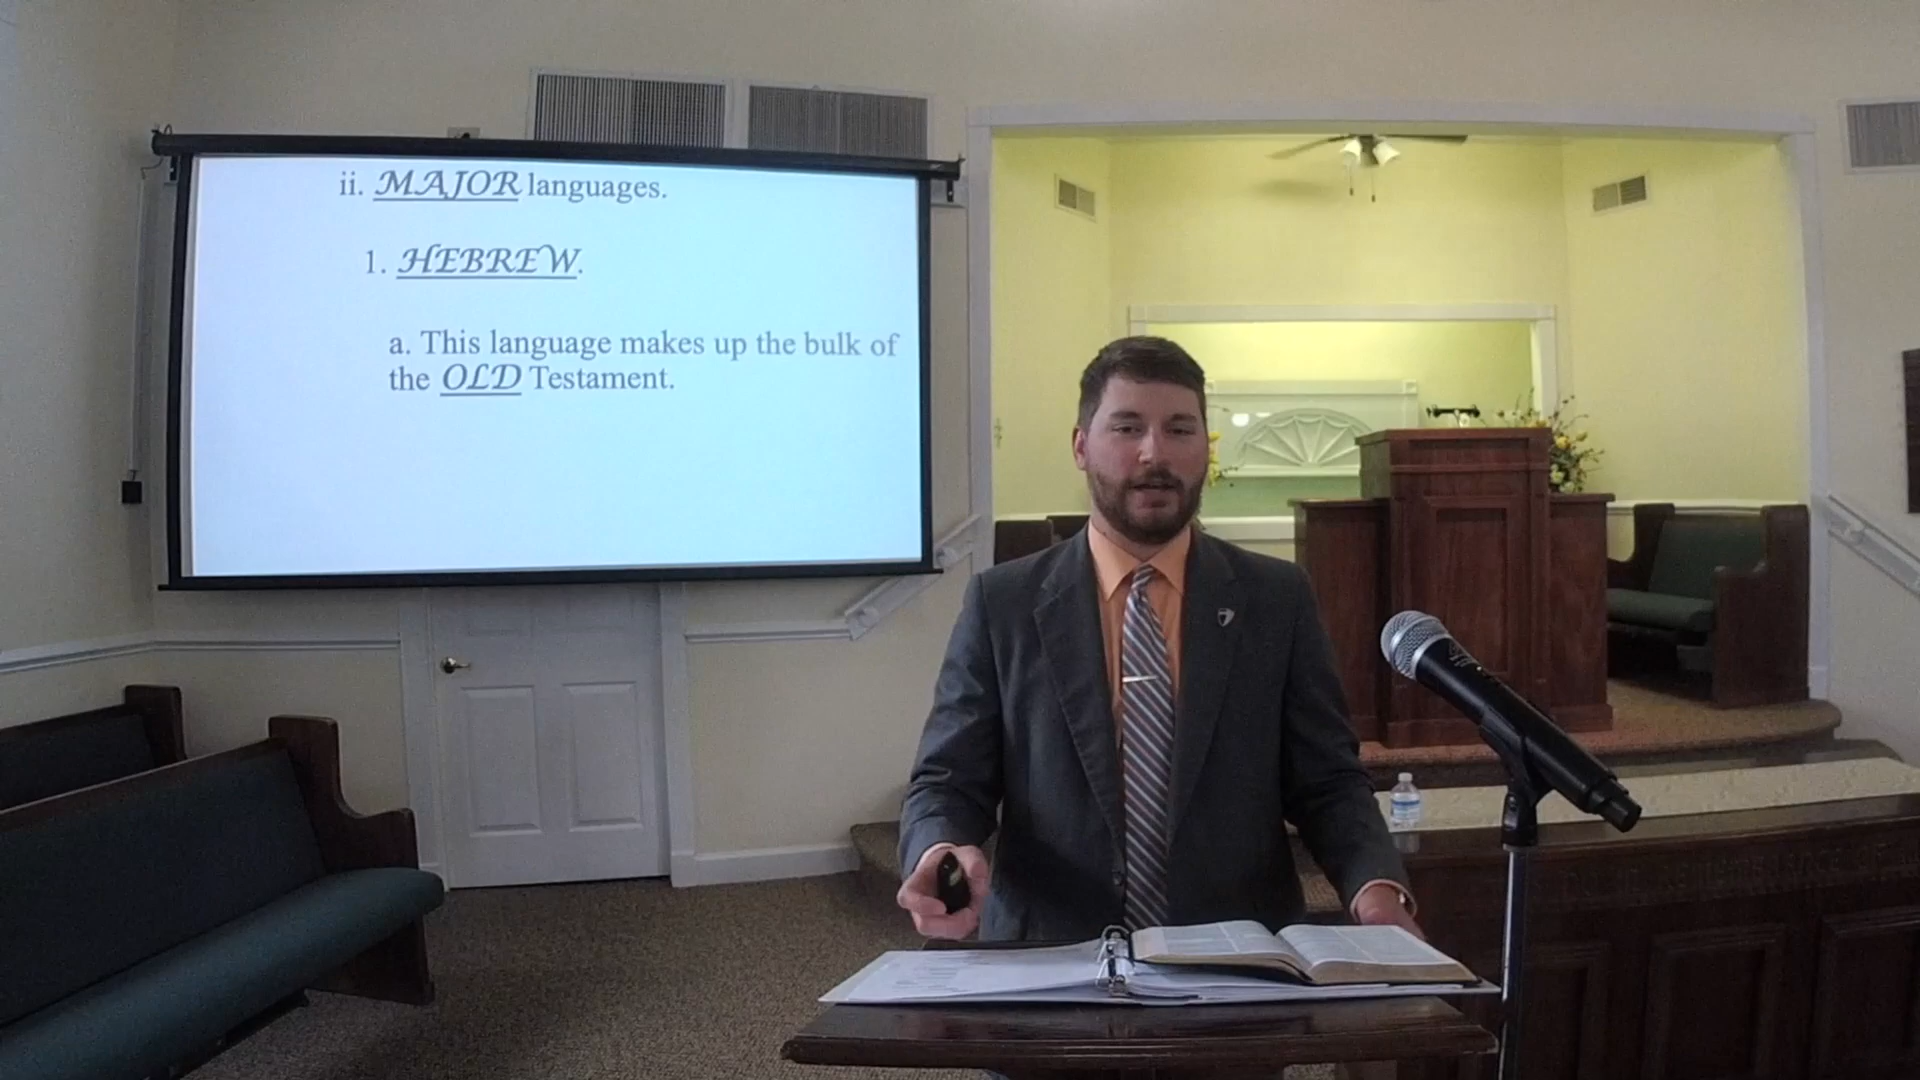 ii. MAJOR languages.
1. HEBREW.
a. This language makes up the bulk of
the OLD Testament.